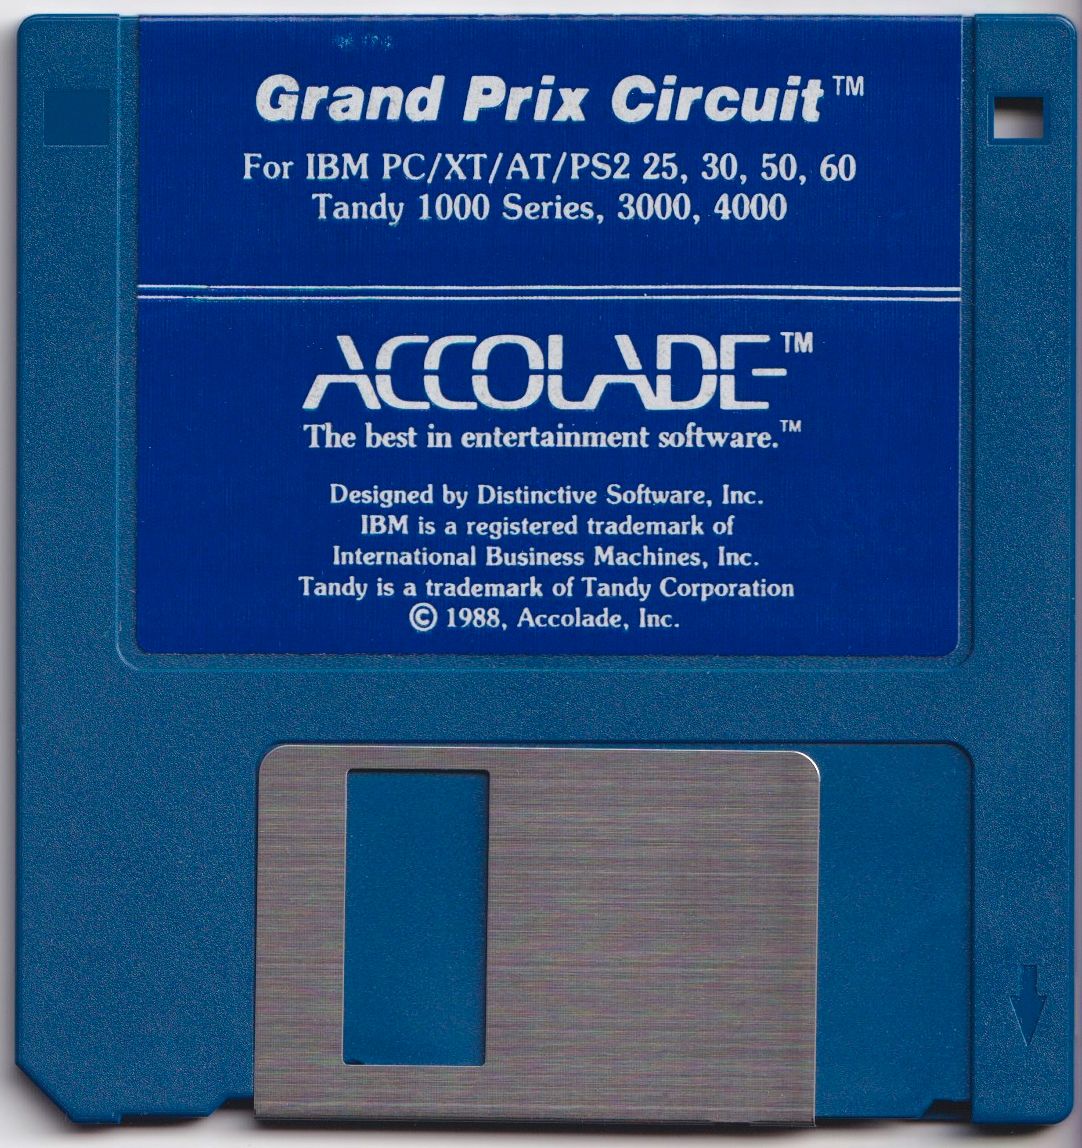 Grand Prix Circuit™
For IBM PC/XT/AT/PS2 25, 30, 50, 60
Tandy 1000 Series, 3000, 4000
ACCOLADE™
The best in entertainment software.™
Designed by Distinctive Software, Inc.
IBM is a registered trademark of
International Business Machines, Inc.
Tandy is a trademark of Tandy Corporation
© 1988, Accolade, Inc.